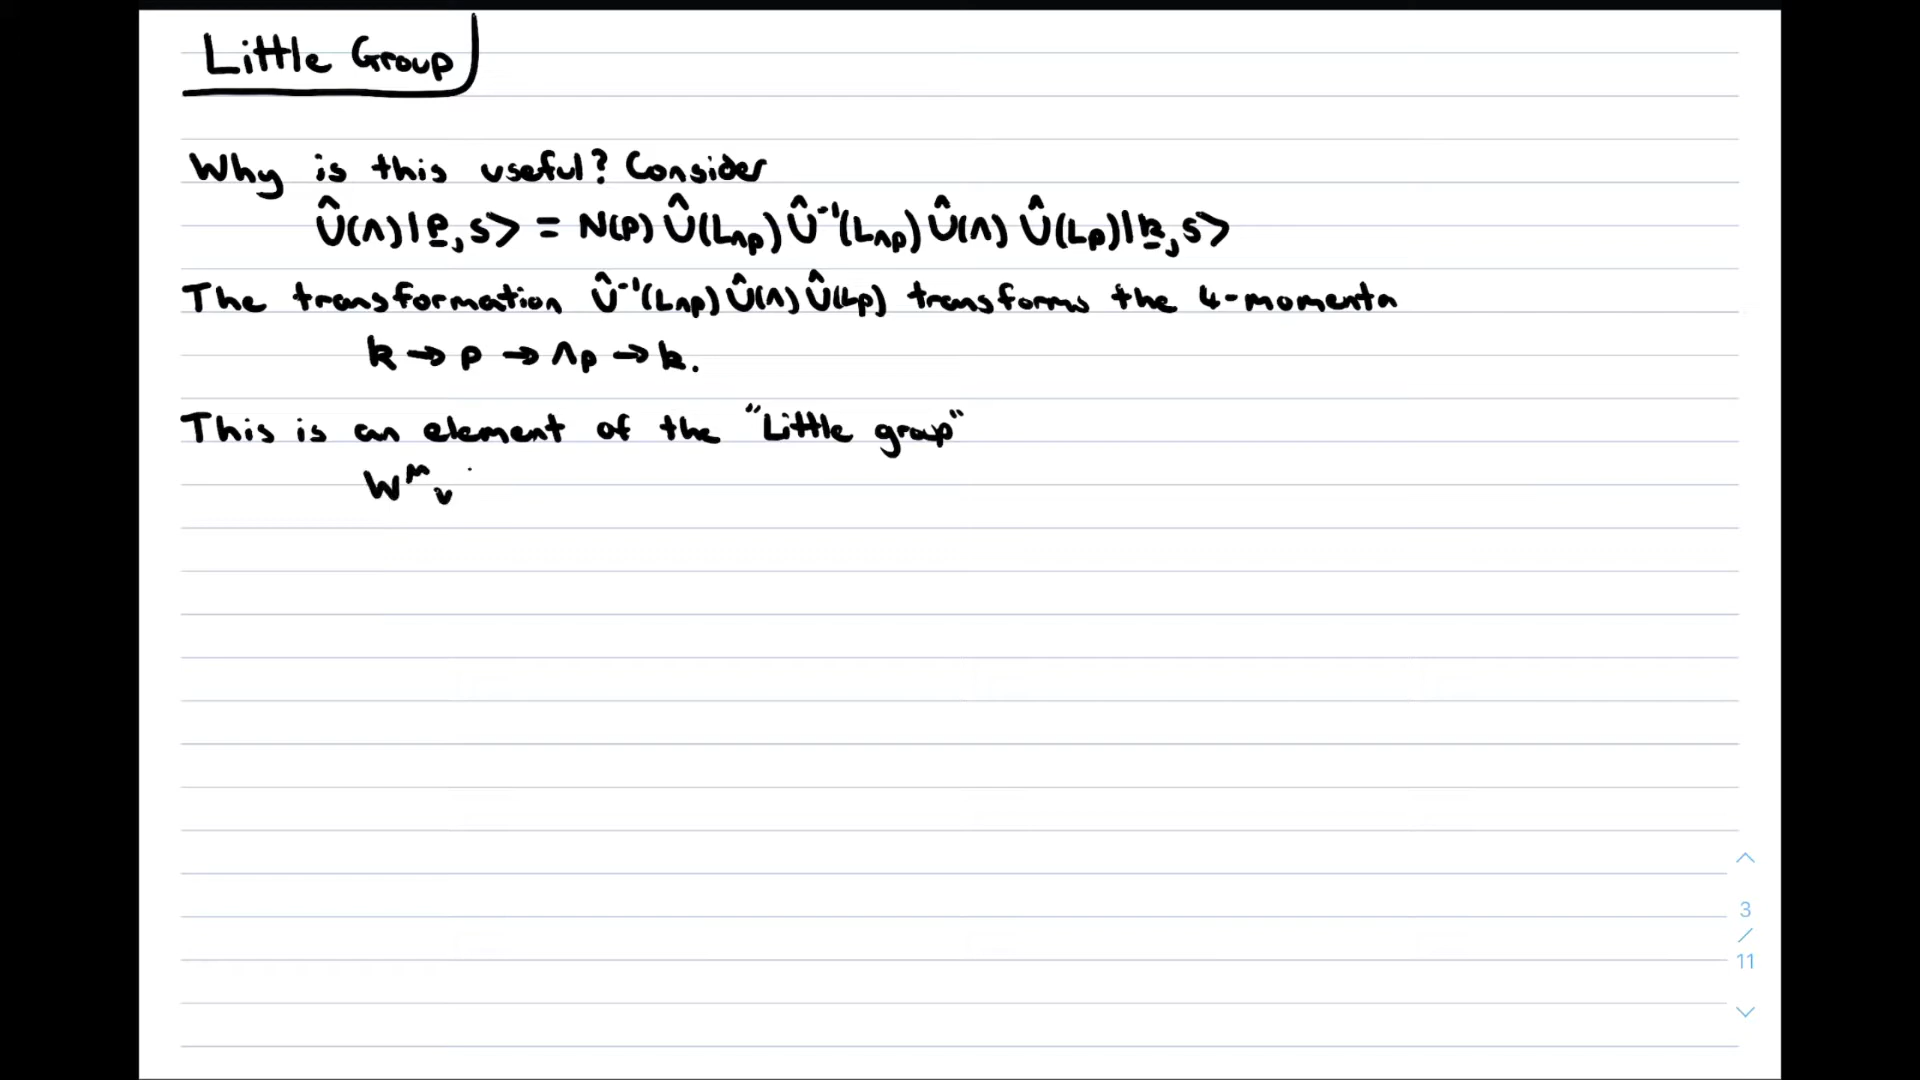 Little Group
Why is this useful? Consider
Û(Λ)|p,s> = N(p) Û(L_Λp) Û⁻¹(L_Λp) Û(Λ) Û(L_p)|k,s>
The transformation Û⁻¹(L_Λp) Û(Λ) Û(L_p) transforms the 4-momenta
k → p → Λp → k.
This is an element of the "Little group"
W^μ_ν
3
/
11